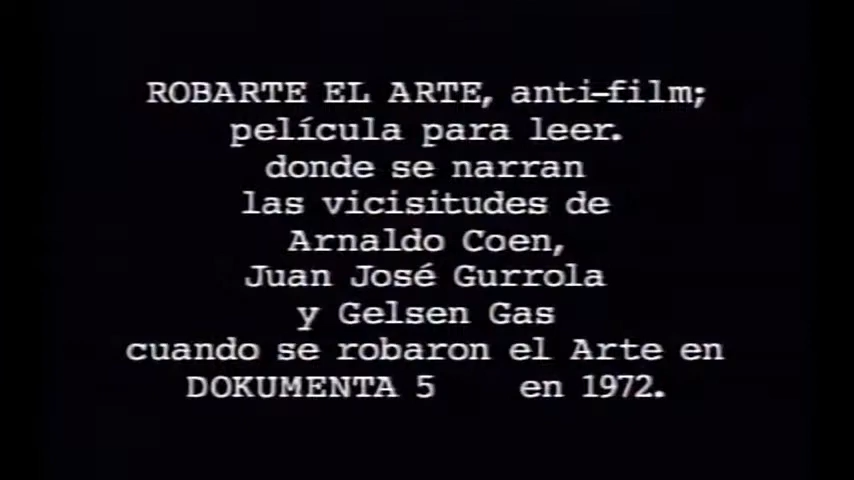 ROBARTE EL ARTE, anti-film;
película para leer.
donde se narran
las vicisitudes de
Arnaldo Coen,
Juan José Gurrola
y Gelsen Gas
cuando se robaron el Arte en
DOKUMENTA 5 en 1972.